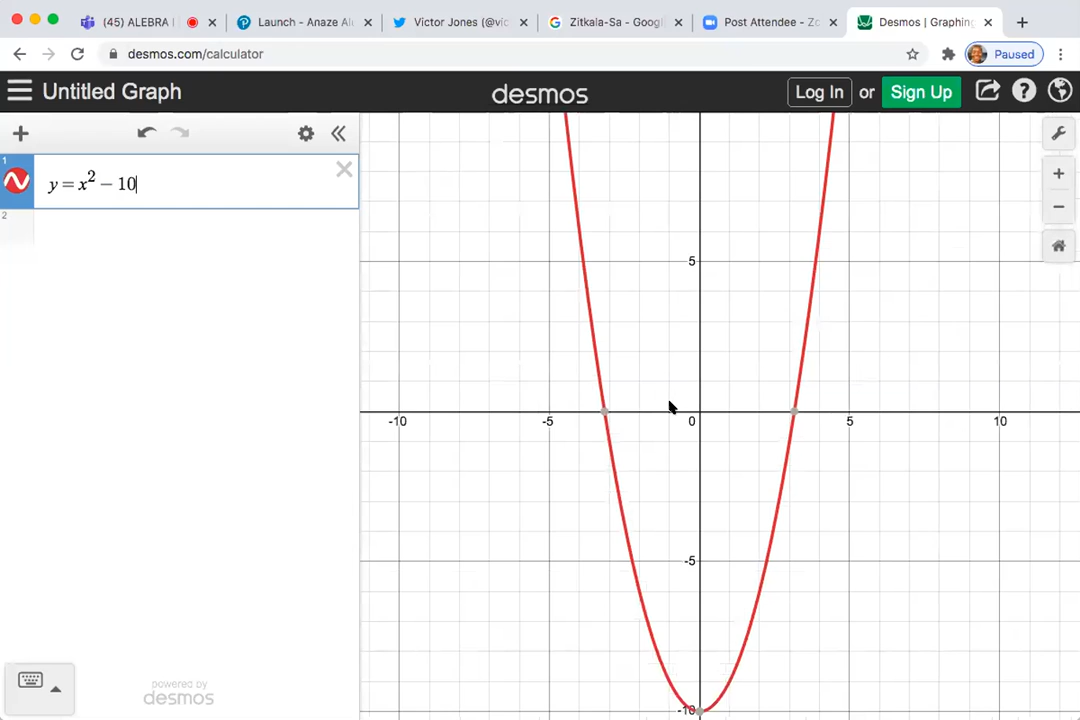 (45) ALEBRA
Launch - Anaze Al
Victor Jones (@vic
Zitkala-Sa - Googl
Post Attendee - Zo
Desmos | Graphing
desmos.com/calculator
Paused
Untitled Graph
desmos
Log In or Sign Up
1
y = x² − 10
2
5
-10 -5 0 5 10
-5
-10
powered by
desmos